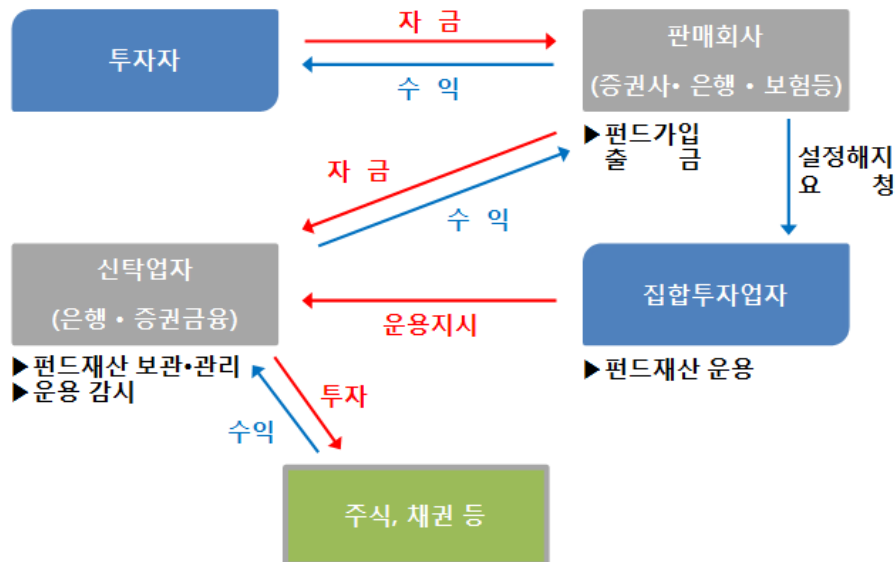 자 금
투자자
수 익
판매회사
(증권사• 은행 • 보험등)
▶펀드가입
출 금
설정해지
요 청
자 금
수 익
신탁업자
(은행 • 증권금융)
▶펀드재산 보관•관리
▶운용 감시
운용지시
집합투자업자
▶펀드재산 운용
투자
수익
주식, 채권 등